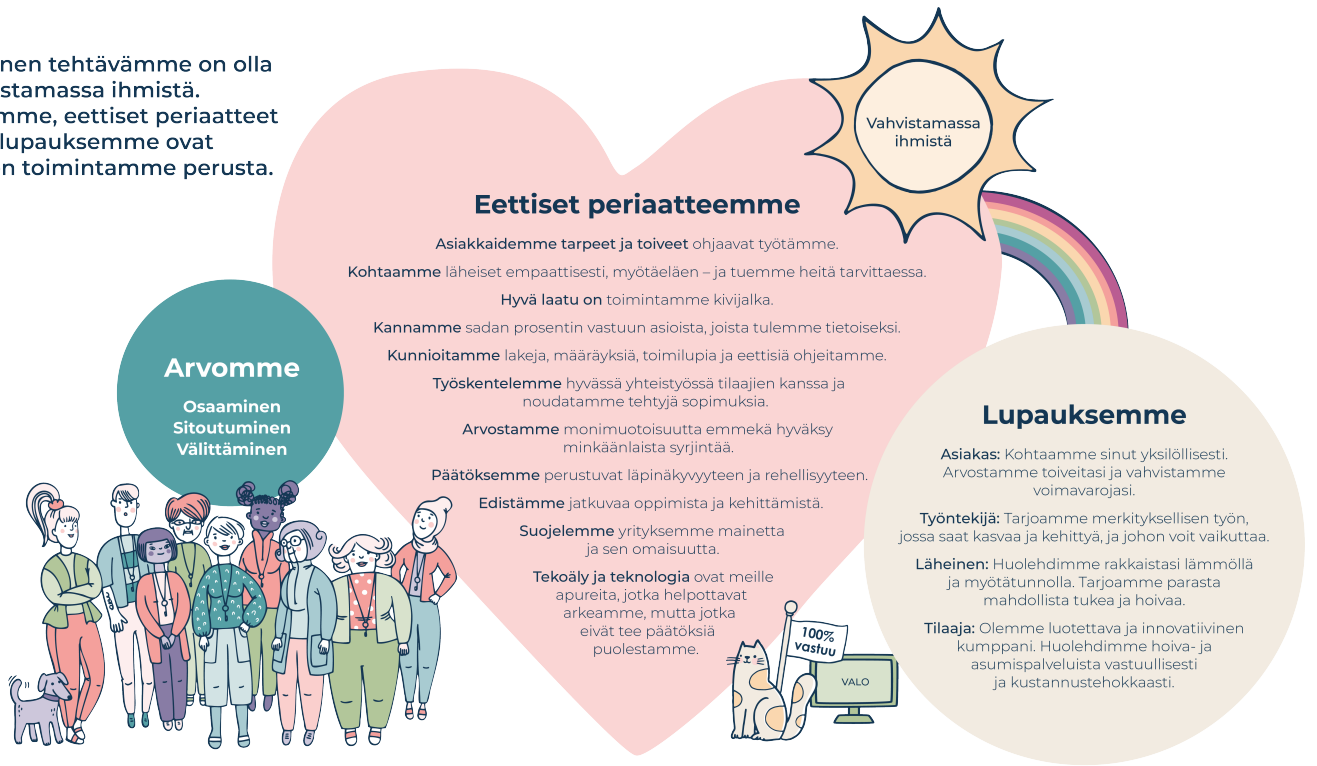 nen tehtävämme on olla
stamassa ihmistä.
mme, eettiset periaatteet
lupauksemme ovat
n toimintamme perusta.
Vahvistamassa
ihmistä
Eettiset periaatteemme
Asiakkaidemme tarpeet ja toiveet ohjaavat työtämme.
Kohtaamme läheiset empaattisesti, myötäeläen – ja tuemme heitä tarvittaessa.
Hyvä laatu on toimintamme kivijalka.
Kannamme sadan prosentin vastuun asioista, joista tulemme tietoiseksi.
Kunnioitamme lakeja, määräyksiä, toimilupia ja eettisiä ohjeitamme.
Työskentelemme hyvässä yhteistyössä tilaajien kanssa ja
noudatamme tehtyjä sopimuksia.
Arvostamme monimuotoisuutta emmekä hyväksy
minkäänlaista syrjintää.
Päätöksemme perustuvat läpinäkyvyyteen ja rehellisyyteen.
Edistämme jatkuvaa oppimista ja kehittämistä.
Suojelemme yrityksemme mainetta
ja sen omaisuutta.
Tekoäly ja teknologia ovat meille
apureita, jotka helpottavat
arkeamme, mutta jotka
eivät tee päätöksiä
puolestamme.
Arvomme
Osaaminen
Sitoutuminen
Välittäminen
100%
vastuu
VALO
Lupauksemme
Asiakas: Kohtaamme sinut yksilöllisesti.
Arvostamme toiveitasi ja vahvistamme
voimavarojasi.
Työntekijä: Tarjoamme merkityksellisen työn,
jossa saat kasvaa ja kehittyä, ja johon voit vaikuttaa.
Läheinen: Huolehdimme rakkaistasi lämmöllä
ja myötätunnolla. Tarjoamme parasta
mahdollista tukea ja hoivaa.
Tilaaja: Olemme luotettava ja innovatiivinen
kumppani. Huolehdimme hoiva- ja
asumispalveluista vastuullisesti
ja kustannustehokkaasti.